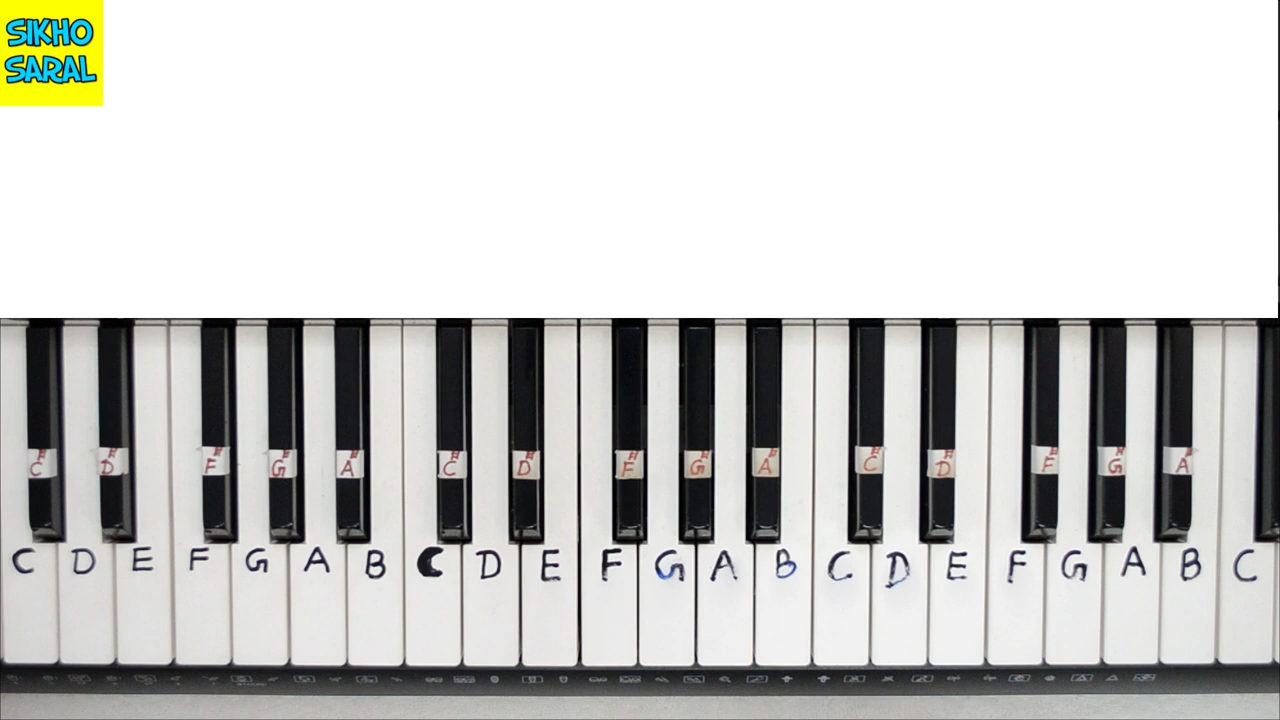 SIKHO
SARAL
C# D# F# G# A# C# D# F# G# A# C# D# F# G# A#
C D E F G A B C D E F G A B C D E F G A B C